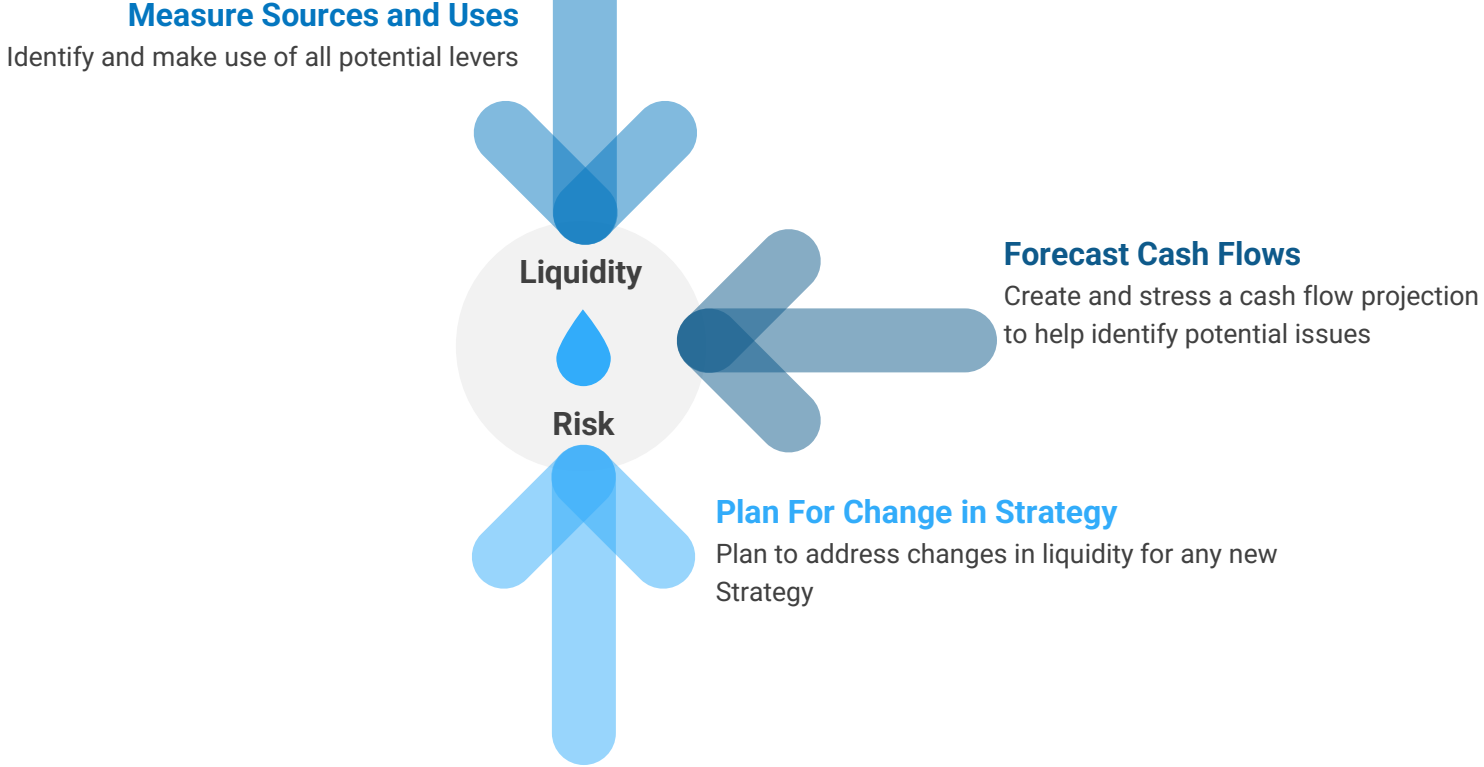 Measure Sources and Uses
Identify and make use of all potential levers
Liquidity
Risk
Forecast Cash Flows
Create and stress a cash flow projection
to help identify potential issues
Plan For Change in Strategy
Plan to address changes in liquidity for any new
Strategy